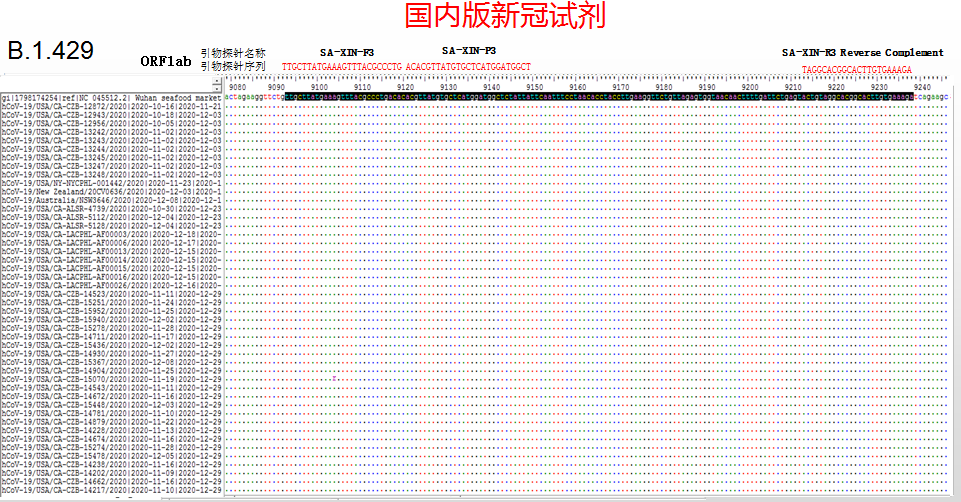 国内版新冠试剂
B.1.429
ORF1ab
引物探针名称 SA-XIN-F3 SA-XIN-P3 SA-XIN-R3 Reverse Complement
引物探针序列 TTGCTTATGAAAGTTTACGCCCTG ACACGTTATGTGCTCATGGATGGCT TAGGCACGGCACTTGTGAAAGA
9080 9090 9100 9110 9120 9130 9140 9150 9160 9170 9180 9190 9200 9210 9220 9230 9240
gi|1798174254|ref|NC 045512.2| Wuhan seafood market
hCoV-19/USA/CA-CZB-12872/2020|2020-10-16|2020-11-21
hCoV-19/USA/CA-CZB-12943/2020|2020-10-18|2020-12-03
hCoV-19/USA/CA-CZB-12956/2020|2020-10-05|2020-12-03
hCoV-19/USA/CA-CZB-13242/2020|2020-11-02|2020-12-03
hCoV-19/USA/CA-CZB-13243/2020|2020-11-02|2020-12-03
hCoV-19/USA/CA-CZB-13244/2020|2020-11-02|2020-12-03
hCoV-19/USA/CA-CZB-13245/2020|2020-11-02|2020-12-03
hCoV-19/USA/CA-CZB-13247/2020|2020-11-02|2020-12-03
hCoV-19/USA/CA-CZB-13248/2020|2020-11-02|2020-12-03
hCoV-19/USA/NY-NYCPHL-001442/2020|2020-11-23|2020-1
hCoV-19/New Zealand/20CV0636/2020|2020-12-03|2020-1
hCoV-19/Australia/NSW3646/2020|2020-12-08|2020-12-1
hCoV-19/USA/CA-ALSR-4739/2020|2020-10-30|2020-12-23
hCoV-19/USA/CA-ALSR-5112/2020|2020-12-04|2020-12-23
hCoV-19/USA/CA-ALSR-5128/2020|2020-12-04|2020-12-23
hCoV-19/USA/CA-LACPHL-AF00003/2020|2020-12-18|2020-
hCoV-19/USA/CA-LACPHL-AF00006/2020|2020-12-17|2020-
hCoV-19/USA/CA-LACPHL-AF00013/2020|2020-12-15|2020-
hCoV-19/USA/CA-LACPHL-AF00014/2020|2020-12-15|2020-
hCoV-19/USA/CA-LACPHL-AF00015/2020|2020-12-15|2020-
hCoV-19/USA/CA-LACPHL-AF00016/2020|2020-12-15|2020-
hCoV-19/USA/CA-LACPHL-AF00026/2020|2020-12-16|2020-
hCoV-19/USA/CA-CZB-14523/2020|2020-11-11|2020-12-29
hCoV-19/USA/CA-CZB-15251/2020|2020-11-24|2020-12-29
hCoV-19/USA/CA-CZB-15952/2020|2020-11-25|2020-12-29
hCoV-19/USA/CA-CZB-15940/2020|2020-12-02|2020-12-29
hCoV-19/USA/CA-CZB-15278/2020|2020-11-28|2020-12-29
hCoV-19/USA/CA-CZB-14711/2020|2020-11-17|2020-12-29
hCoV-19/USA/CA-CZB-15436/2020|2020-12-02|2020-12-29
hCoV-19/USA/CA-CZB-14930/2020|2020-11-27|2020-12-29
hCoV-19/USA/CA-CZB-15367/2020|2020-12-08|2020-12-29
hCoV-19/USA/CA-CZB-14904/2020|2020-11-25|2020-12-29
hCoV-19/USA/CA-CZB-15070/2020|2020-11-19|2020-12-29
hCoV-19/USA/CA-CZB-14543/2020|2020-11-11|2020-12-29
hCoV-19/USA/CA-CZB-14672/2020|2020-11-16|2020-12-29
hCoV-19/USA/CA-CZB-15448/2020|2020-12-03|2020-12-29
hCoV-19/USA/CA-CZB-14781/2020|2020-11-10|2020-12-29
hCoV-19/USA/CA-CZB-14879/2020|2020-11-22|2020-12-29
hCoV-19/USA/CA-CZB-14228/2020|2020-11-13|2020-12-29
hCoV-19/USA/CA-CZB-14674/2020|2020-11-16|2020-12-29
hCoV-19/USA/CA-CZB-15274/2020|2020-11-28|2020-12-29
hCoV-19/USA/CA-CZB-15478/2020|2020-12-05|2020-12-29
hCoV-19/USA/CA-CZB-14238/2020|2020-11-16|2020-12-29
hCoV-19/USA/CA-CZB-14202/2020|2020-11-09|2020-12-29
hCoV-19/USA/CA-CZB-14662/2020|2020-11-16|2020-12-29
hCoV-19/USA/CA-CZB-14217/2020|2020-11-10|2020-12-29